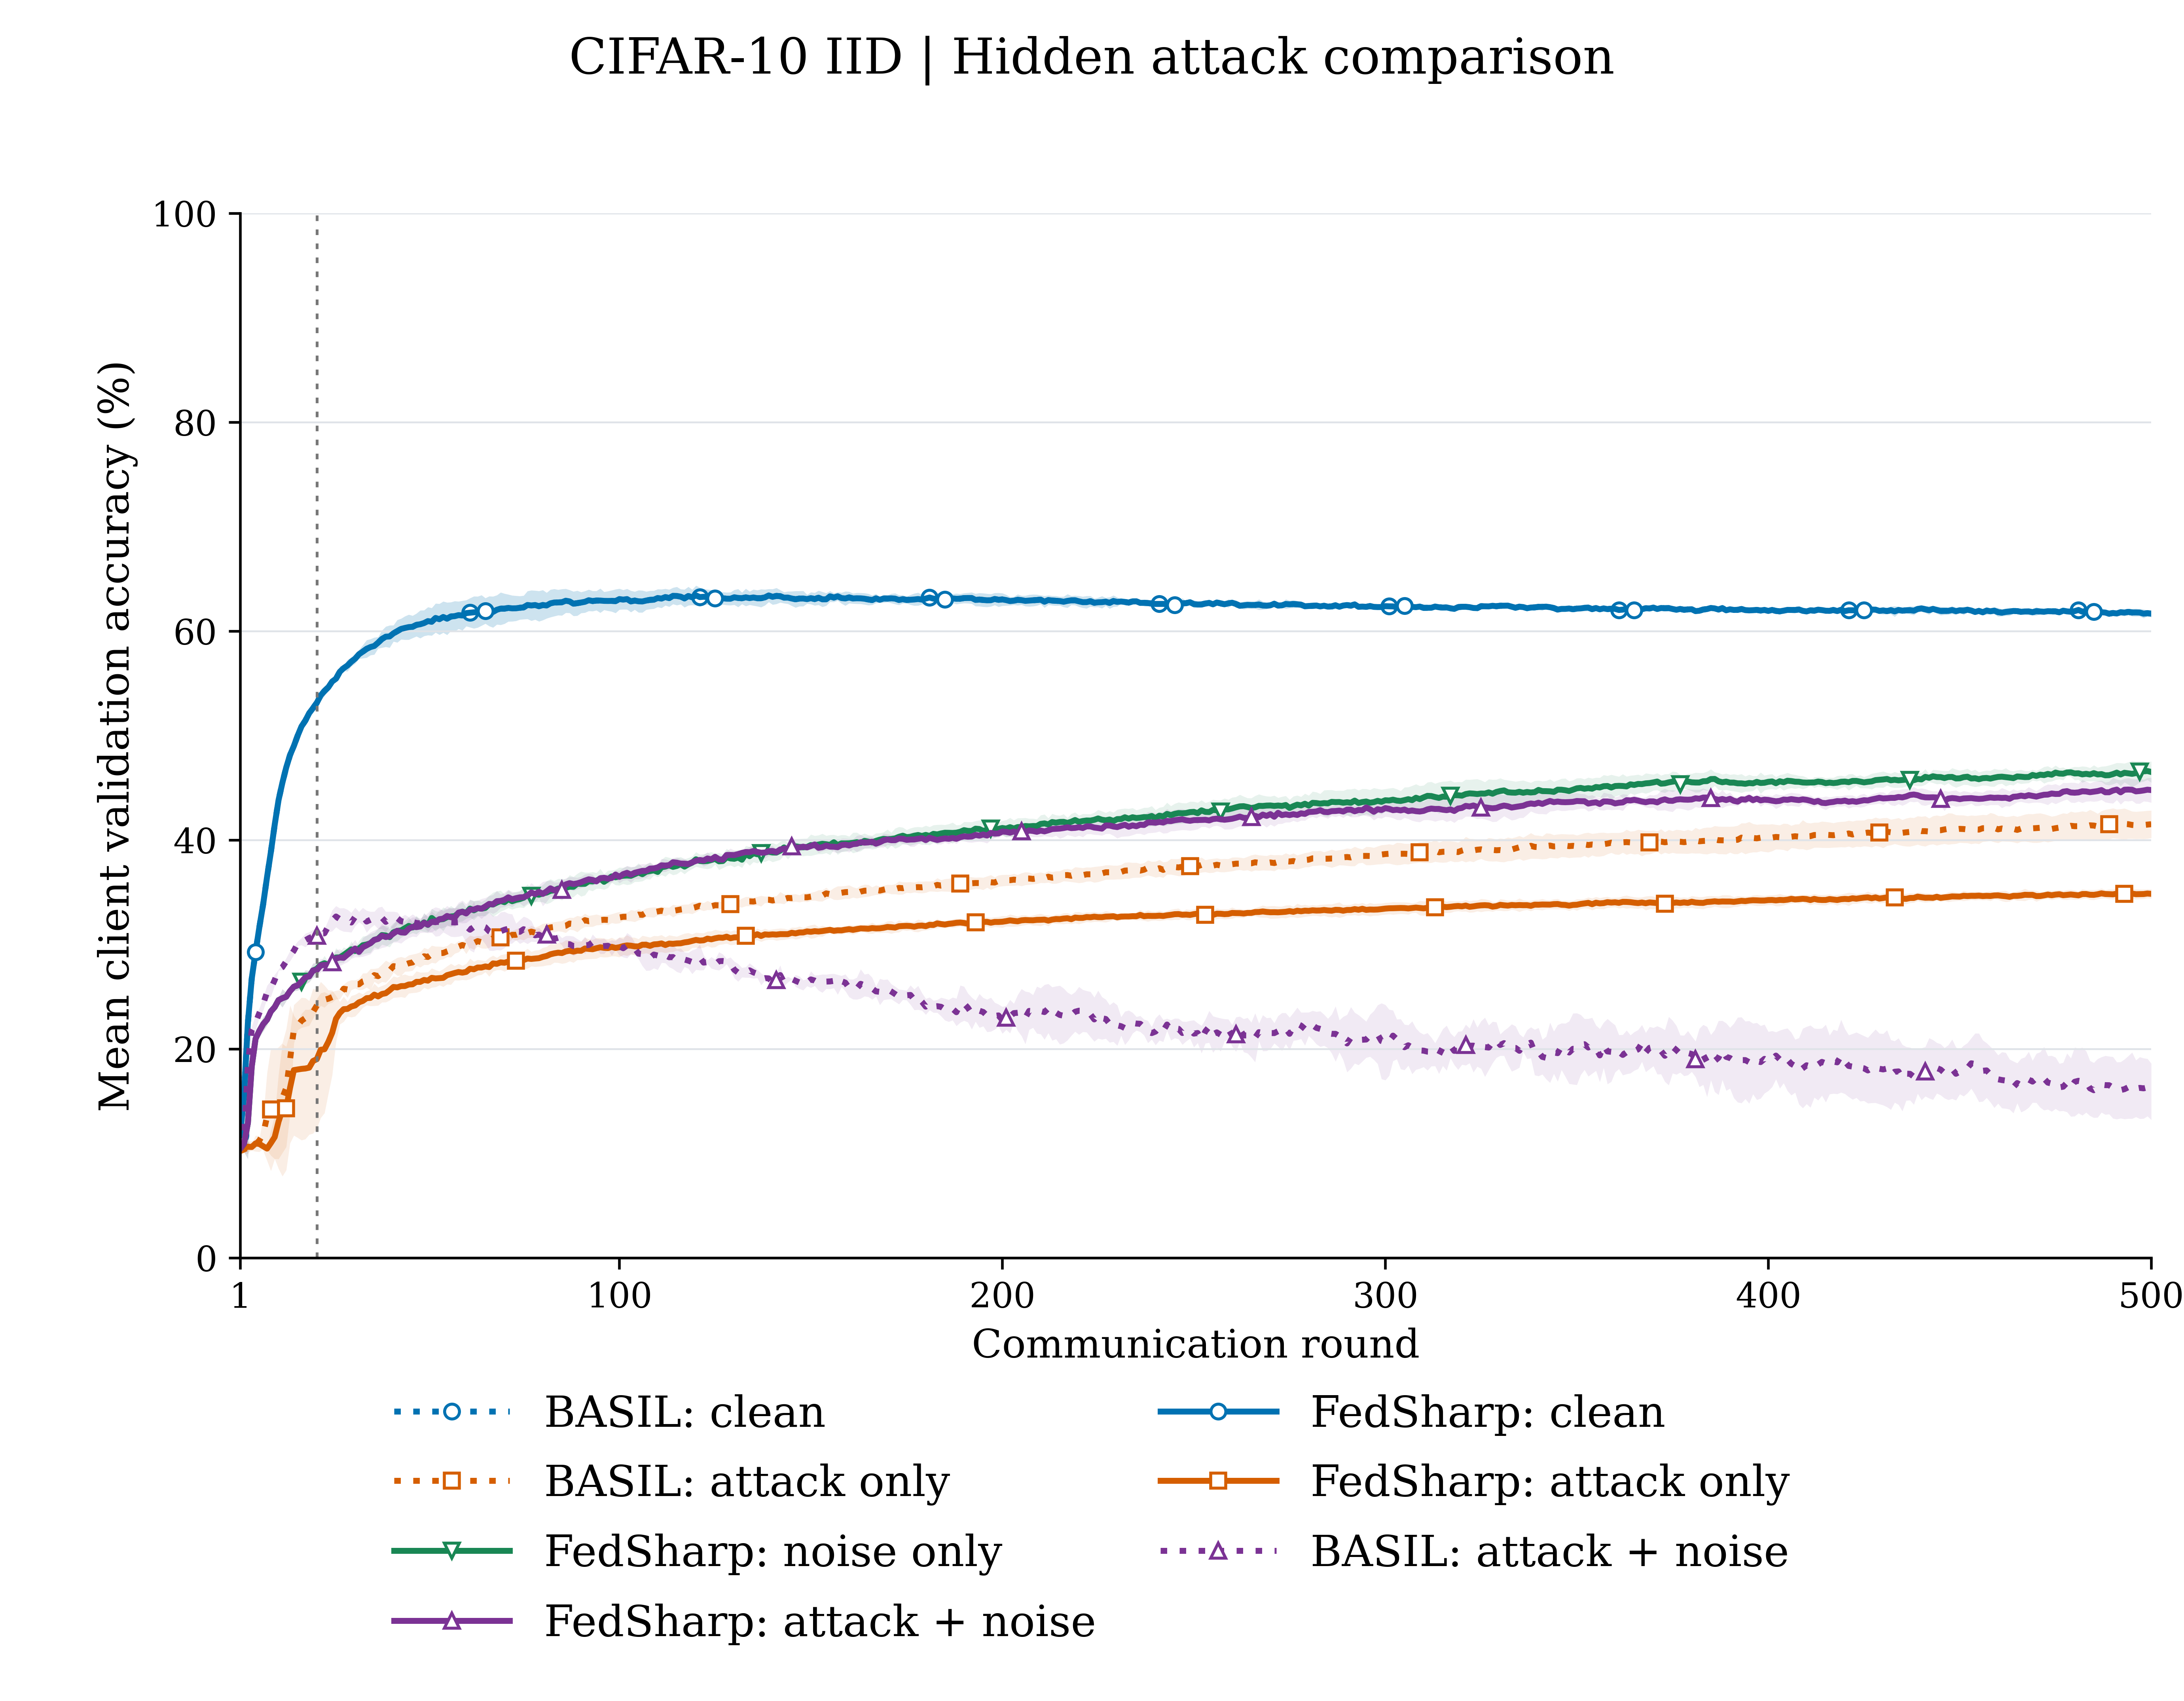 CIFAR-10 IID | Hidden attack comparison
Mean client validation accuracy (%)
100
80
60
40
20
0
1 100 200 300 400 500
Communication round
BASIL: clean
FedSharp: clean
BASIL: attack only
FedSharp: attack only
FedSharp: noise only
BASIL: attack + noise
FedSharp: attack + noise